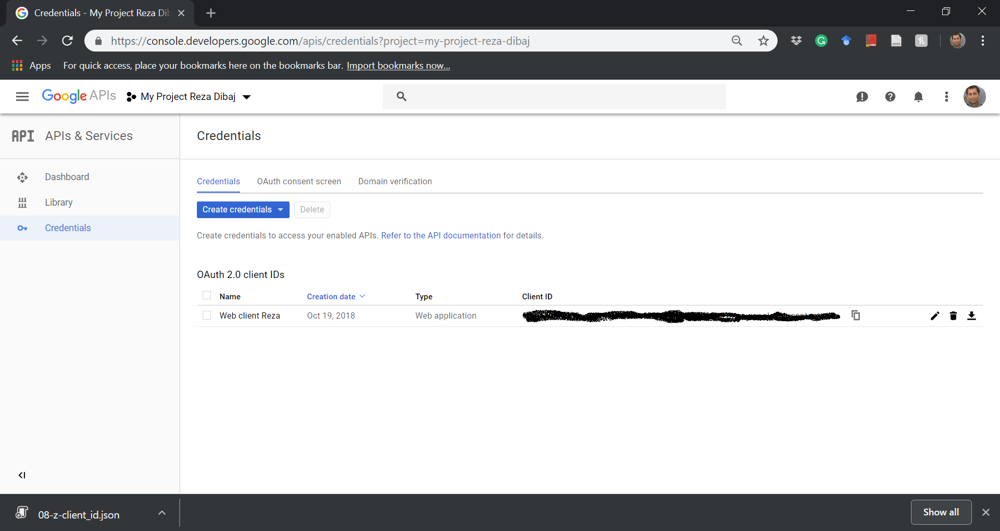 Credentials - My Project Reza Dib
https://console.developers.google.com/apis/credentials?project=my-project-reza-dibaj
Apps For quick access, place your bookmarks here on the bookmarks bar. Import bookmarks now...
Google APIs My Project Reza Dibaj
API APIs & Services
Credentials
Dashboard
Library
Credentials
Credentials OAuth consent screen Domain verification
Create credentials Delete
Create credentials to access your enabled APIs. Refer to the API documentation for details.
OAuth 2.0 client IDs
Name Creation date Type Client ID
Web client Reza Oct 19, 2018 Web application
08-z-client_id.json
Show all